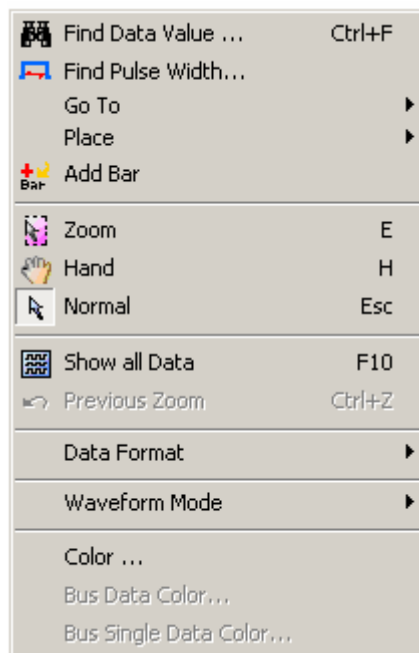 Find Data Value ... Ctrl+F
Find Pulse Width...
Go To
Place
Bar Add Bar
Zoom E
Hand H
Normal Esc
Show all Data F10
Previous Zoom Ctrl+Z
Data Format
Waveform Mode
Color ...
Bus Data Color...
Bus Single Data Color...